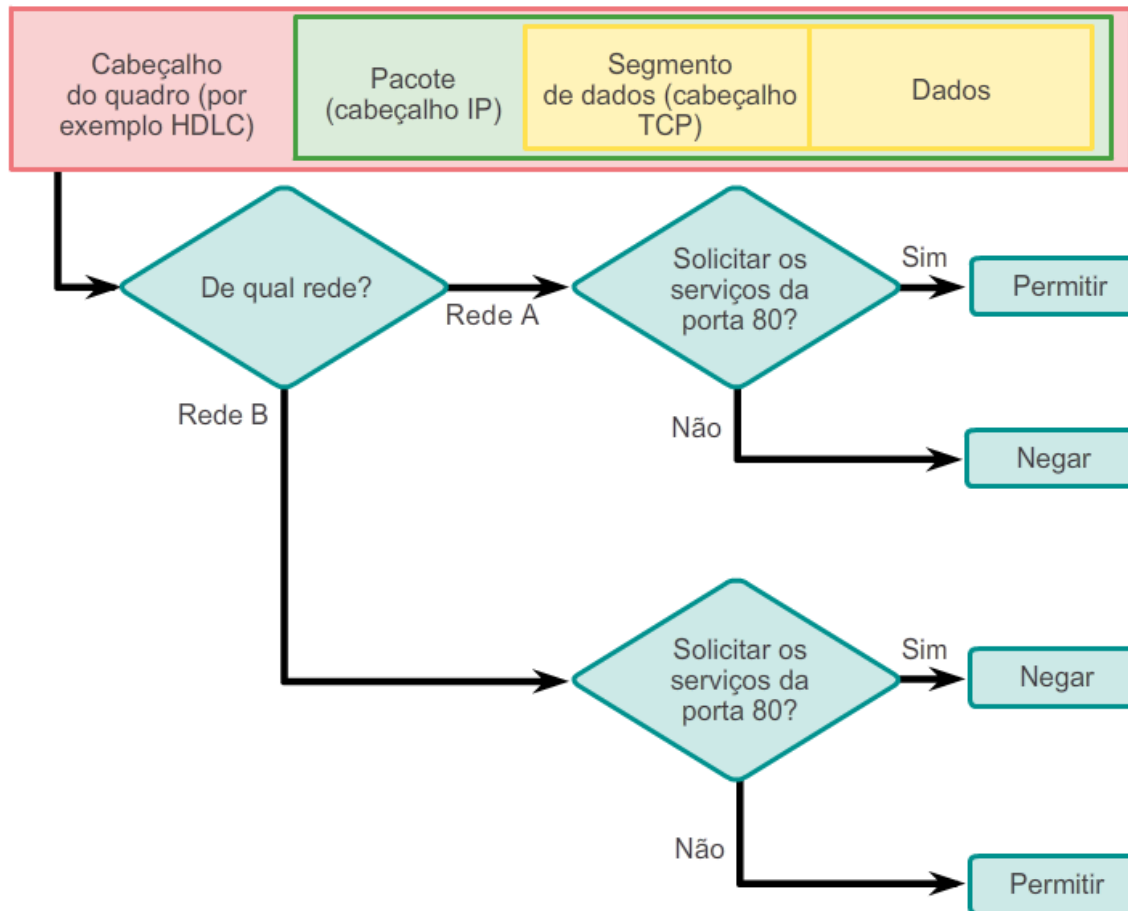 Cabeçalho
do quadro (por
exemplo HDLC)
Pacote
(cabeçalho IP)
Segmento
de dados (cabeçalho
TCP)
Dados
De qual rede?
Rede A
Solicitar os
serviços da
porta 80?
Sim
Permitir
Não
Negar
Rede B
Solicitar os
serviços da
porta 80?
Sim
Negar
Não
Permitir